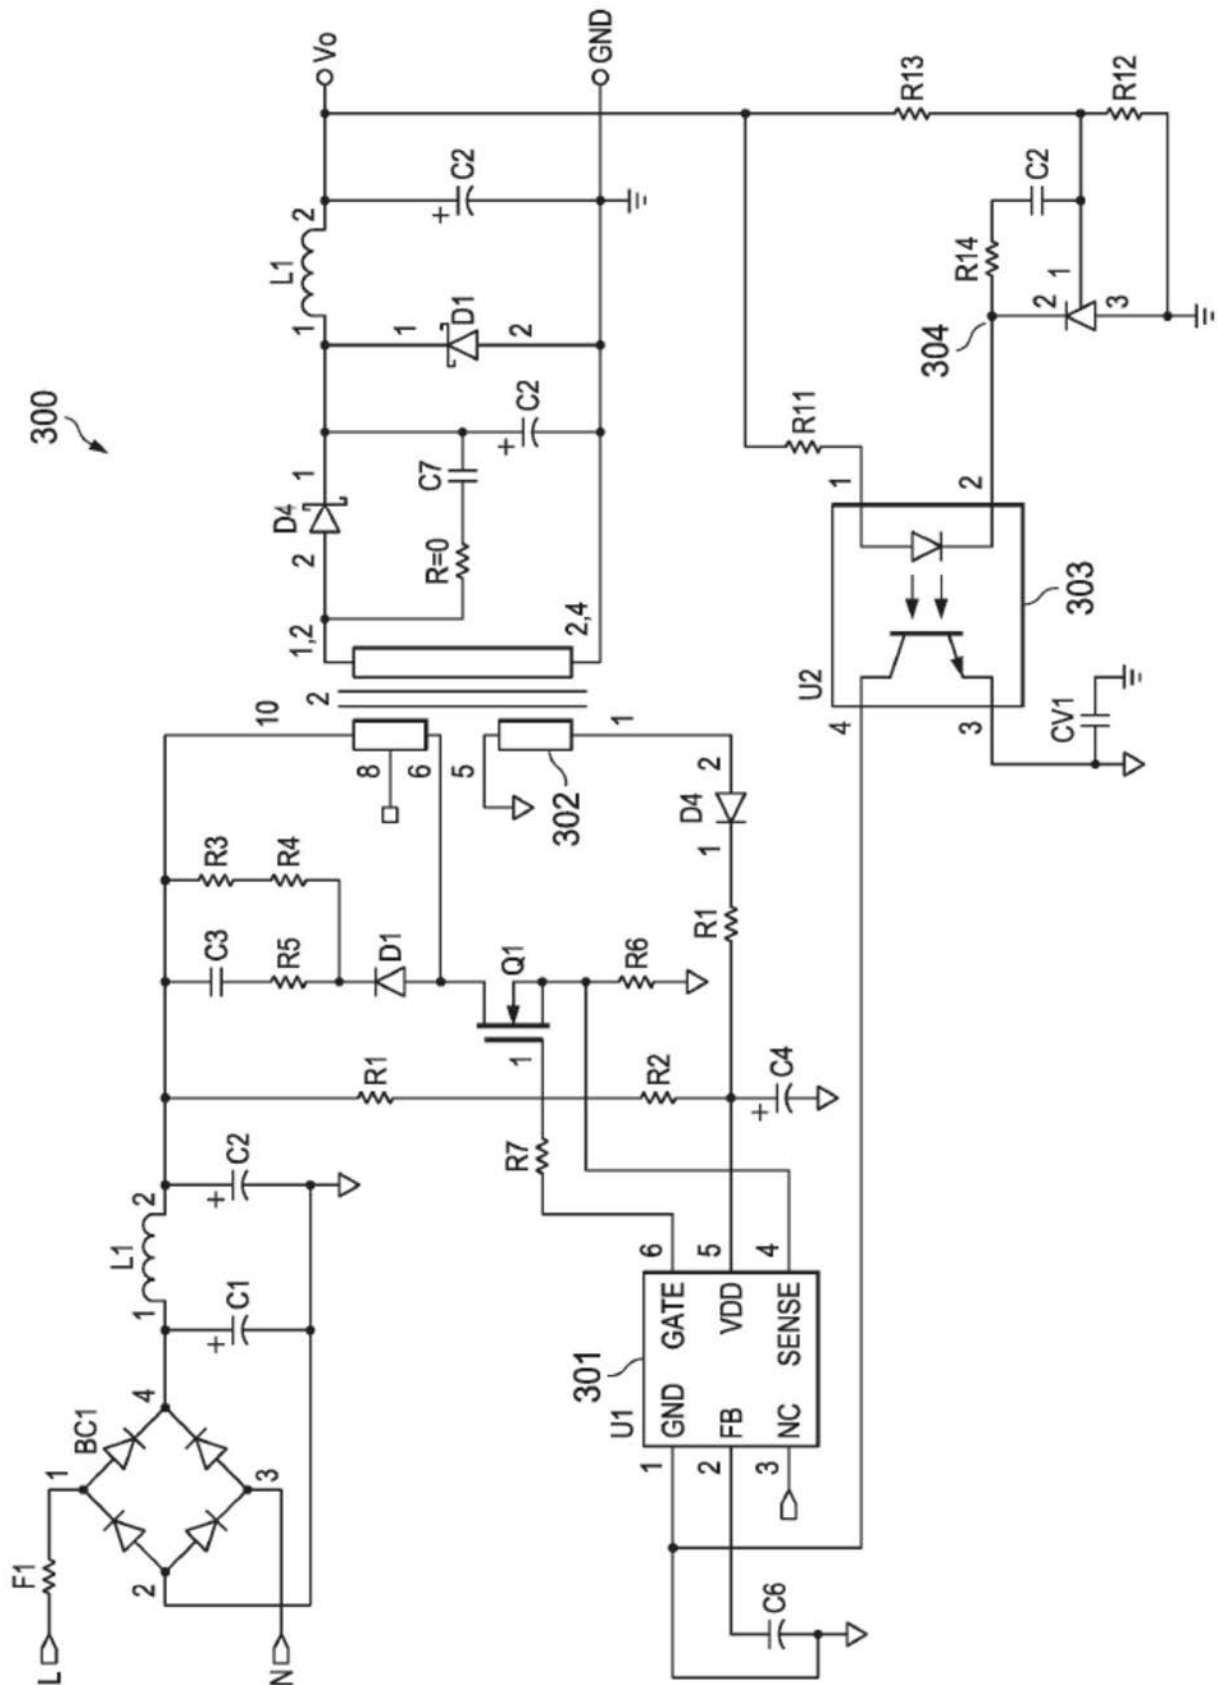 300
L
N
F1
BC1
1
2
3
4
L1
1
2
C1
+
C2
+
R1
C3
R5
R3
R4
D1
Q1
1
R7
R6
R2
C4
+
R1
D4
1
2
10
8
6
5
1
2
302
1,2
2,4
D4
2
1
R=0
C7
C2
+
D1
1
2
L1
1
2
C2
+
Vo
GND
301
U1
GND
FB
NC
GATE
VDD
SENSE
1
2
3
6
5
4
C6
U2
4
3
1
2
303
CV1
R11
304
R14
C2
2
1
3
R13
R12